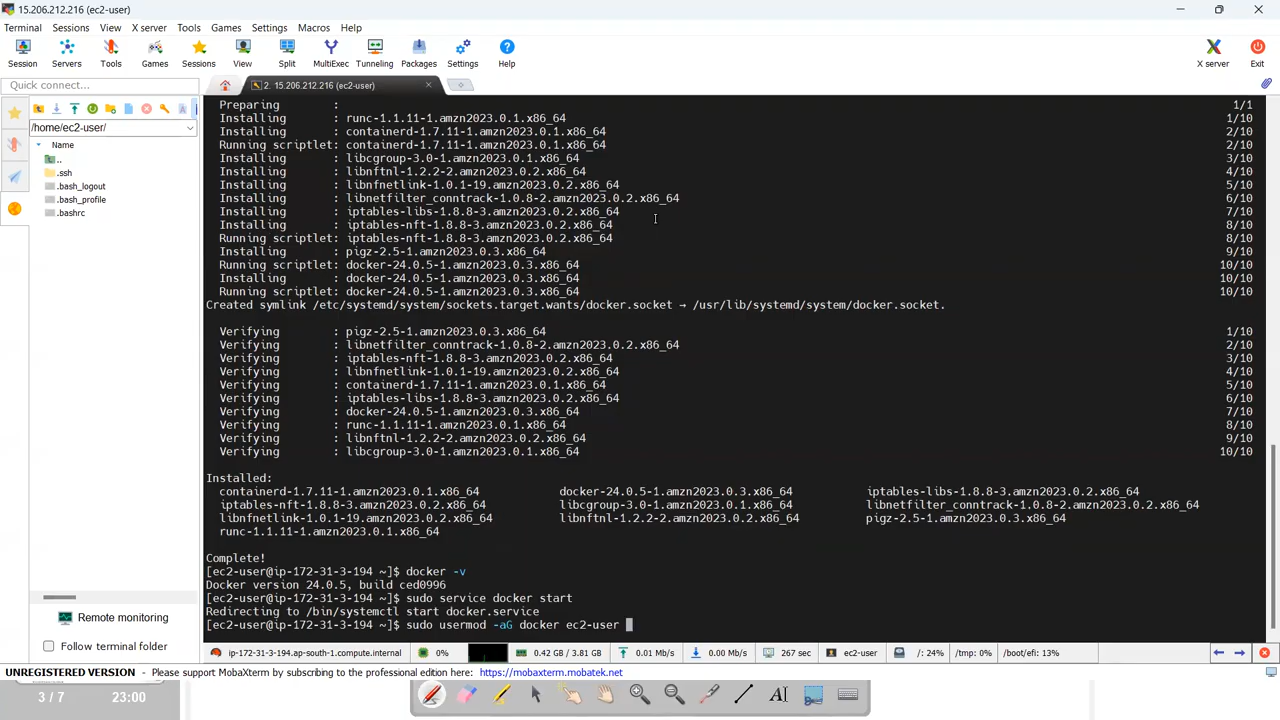 15.206.212.216 (ec2-user)
Terminal Sessions View X server Tools Games Settings Macros Help
Session Servers Tools Games Sessions View Split MultiExec Tunneling Packages Settings Help X server Exit
Quick connect...
2. 15.206.212.216 (ec2-user)
/home/ec2-user/
Name
..
.ssh
.bash_logout
.bash_profile
.bashrc
Preparing : 1/1
Installing : runc-1.1.11-1.amzn2023.0.1.x86_64 1/10
Installing : containerd-1.7.11-1.amzn2023.0.1.x86_64 2/10
Running scriptlet: containerd-1.7.11-1.amzn2023.0.1.x86_64 2/10
Installing : libcgroup-3.0-1.amzn2023.0.1.x86_64 3/10
Installing : libnftnl-1.2.2-2.amzn2023.0.2.x86_64 4/10
Installing : libnfnetlink-1.0.1-19.amzn2023.0.2.x86_64 5/10
Installing : libnetfilter_conntrack-1.0.8-2.amzn2023.0.2.x86_64 6/10
Installing : iptables-libs-1.8.8-3.amzn2023.0.2.x86_64 7/10
Installing : iptables-nft-1.8.8-3.amzn2023.0.2.x86_64 8/10
Running scriptlet: iptables-nft-1.8.8-3.amzn2023.0.2.x86_64 8/10
Installing : pigz-2.5-1.amzn2023.0.3.x86_64 9/10
Running scriptlet: docker-24.0.5-1.amzn2023.0.3.x86_64 10/10
Installing : docker-24.0.5-1.amzn2023.0.3.x86_64 10/10
Running scriptlet: docker-24.0.5-1.amzn2023.0.3.x86_64 10/10
Created symlink /etc/systemd/system/sockets.target.wants/docker.socket → /usr/lib/systemd/system/docker.socket.
Verifying : pigz-2.5-1.amzn2023.0.3.x86_64 1/10
Verifying : libnetfilter_conntrack-1.0.8-2.amzn2023.0.2.x86_64 2/10
Verifying : iptables-nft-1.8.8-3.amzn2023.0.2.x86_64 3/10
Verifying : libnfnetlink-1.0.1-19.amzn2023.0.2.x86_64 4/10
Verifying : containerd-1.7.11-1.amzn2023.0.1.x86_64 5/10
Verifying : iptables-libs-1.8.8-3.amzn2023.0.2.x86_64 6/10
Verifying : docker-24.0.5-1.amzn2023.0.3.x86_64 7/10
Verifying : runc-1.1.11-1.amzn2023.0.1.x86_64 8/10
Verifying : libnftnl-1.2.2-2.amzn2023.0.2.x86_64 9/10
Verifying : libcgroup-3.0-1.amzn2023.0.1.x86_64 10/10
Installed:
containerd-1.7.11-1.amzn2023.0.1.x86_64 docker-24.0.5-1.amzn2023.0.3.x86_64 iptables-libs-1.8.8-3.amzn2023.0.2.x86_64
iptables-nft-1.8.8-3.amzn2023.0.2.x86_64 libcgroup-3.0-1.amzn2023.0.1.x86_64 libnetfilter_conntrack-1.0.8-2.amzn2023.0.2.x86_64
libnfnetlink-1.0.1-19.amzn2023.0.2.x86_64 libnftnl-1.2.2-2.amzn2023.0.2.x86_64 pigz-2.5-1.amzn2023.0.3.x86_64
runc-1.1.11-1.amzn2023.0.1.x86_64
Complete!
[ec2-user@ip-172-31-3-194 ~]$ docker -v
Docker version 24.0.5, build ced0996
[ec2-user@ip-172-31-3-194 ~]$ sudo service docker start
Redirecting to /bin/systemctl start docker.service
[ec2-user@ip-172-31-3-194 ~]$ sudo usermod -aG docker ec2-user
Remote monitoring
Follow terminal folder
ip-172-31-3-194.ap-south-1.compute.internal 0% 0.42 GB / 3.81 GB 0.01 Mb/s 0.00 Mb/s 267 sec ec2-user /: 24% /tmp: 0% /boot/efi: 13%
UNREGISTERED VERSION - Please support MobaXterm by subscribing to the professional edition here: https://mobaxterm.mobatek.net
3 / 7 23:00